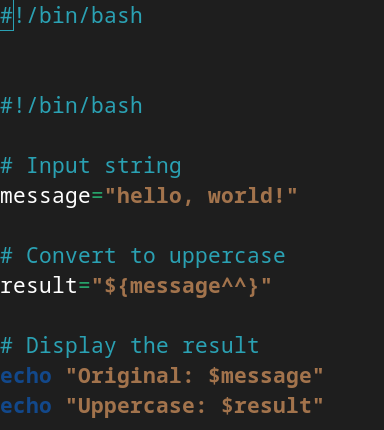 #!/bin/bash
#!/bin/bash
# Input string
message="hello, world!"
# Convert to uppercase
result="${message^^}"
# Display the result
echo "Original: $message"
echo "Uppercase: $result"